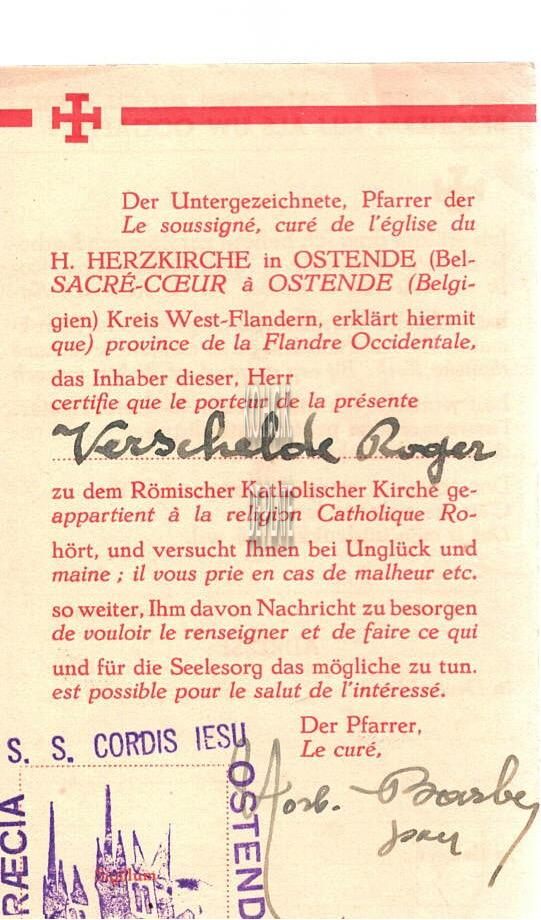 Der Untergezeichnete, Pfarrer der
Le soussigné, curé de l'église du
H. HERZKIRCHE in OSTENDE (Bel-
SACRÉ-CŒUR à OSTENDE (Belgi-
gien) Kreis West-Flandern, erklärt hiermit
que) province de la Flandre Occidentale,
das Inhaber dieser, Herr
certifie que le porteur de la présente
Verschelde Roger
zu dem Römischer Katholischer Kirche ge-
appartient à la religion Catholique Ro-
hört, und versucht Ihnen bei Unglück und
maine ; il vous prie en cas de malheur etc.
so weiter, Ihm davon Nachricht zu besorgen
de vouloir le renseigner et de faire ce qui
und für die Seelesorg das mögliche zu tun.
est possible pour le salut de l'intéressé.
Der Pfarrer,
Le curé,
S. S. CORDIS IESU
OSTEND
RÆCIA
Sigillum